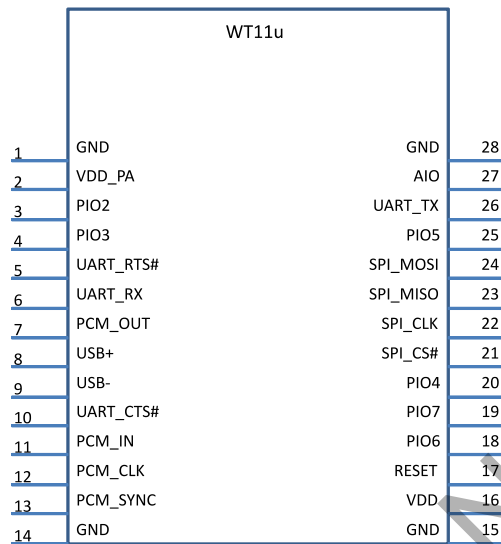 WT11u
1 GND GND 28
2 VDD_PA AIO 27
3 PIO2 UART_TX 26
4 PIO3 PIO5 25
5 UART_RTS# SPI_MOSI 24
6 UART_RX SPI_MISO 23
7 PCM_OUT SPI_CLK 22
8 USB+ SPI_CS# 21
9 USB- PIO4 20
10 UART_CTS# PIO7 19
11 PCM_IN PIO6 18
12 PCM_CLK RESET 17
13 PCM_SYNC VDD 16
14 GND GND 15